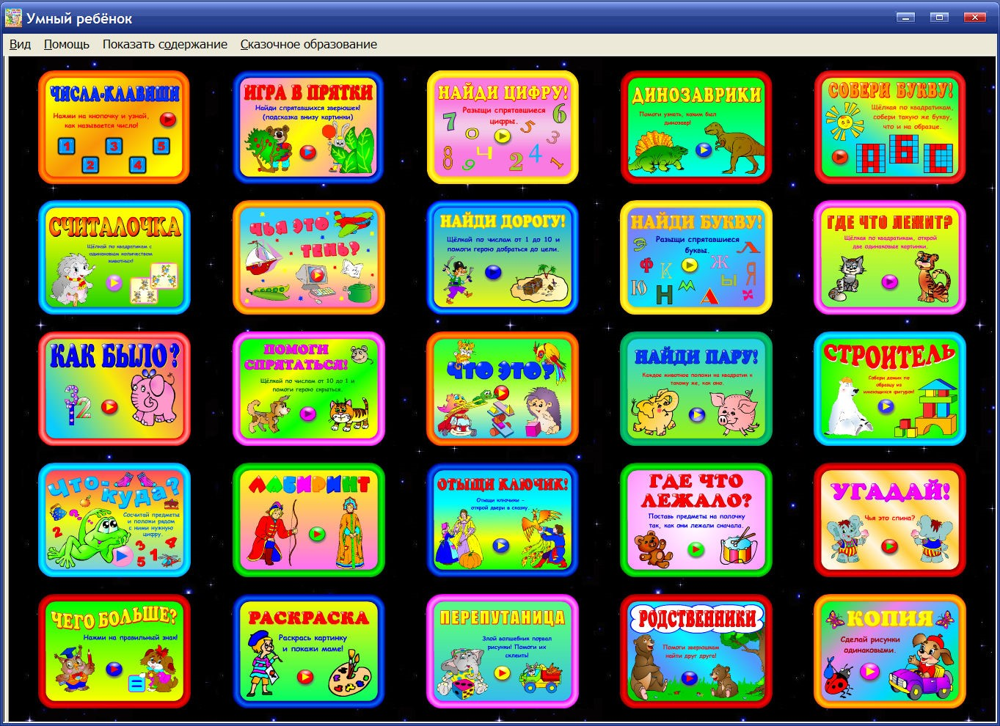 Умный ребёнок
Вид Помощь Показать содержание Сказочное образование
ЧИСЛА-КЛАВИШИ
Нажми на кнопочку и узнай,
как называется число!
1 3 5
2 4
ИГРА В ПРЯТКИ
Найди спрятавшихся зверюшек!
(подсказка внизу картинки)
НАЙДИ ЦИФРУ!
Разыщи спрятавшиеся
цифры.
7 6
0 5 3
8 9 4 2 4 1
ДИНОЗАВРИКИ
Помоги узнать, каким был
динозавр!
СОБЕРИ БУКВУ!
Щёлкая по квадратикам,
собери такую же букву,
что и на образце.
А Б С
СЧИТАЛОЧКА
Щёлкай по квадратикам с
одинаковым количеством
животных!
ЧЬЯ ЭТО
ТЕНЬ?
НАЙДИ ДОРОГУ!
Щёлкай по числам от 1 до 10 и
помоги герою добраться до цели.
НАЙДИ БУКВУ!
Разыщи спрятавшиеся
буквы.
Э Л
Ф К Ж
Ю Н М А Ы Я
Ж
ГДЕ ЧТО ЛЕЖИТ?
Щёлкая по квадратикам, открой
две одинаковые картинки.
КАК БЫЛО?
3
12
ПОМОГИ
СПРЯТАТЬСЯ!
Щёлкай по числам от 10 до 1 и
помоги герою скрыться.
ЧТО ЭТО?
НАЙДИ ПАРУ!
Каждое животное положи на квадратик к
такому же, как оно.
СТРОИТЕЛЬ
Собери домик по
образцу из
имеющихся фигурок!
ЧТО-
КУДА?
Сосчитай предметы
и положи рядом
с ними нужную
цифру.
2 3 4
5 1
ЛАБИРИНТ
ОТЫЩИ КЛЮЧИК!
Отыщи ключики -
открой двери в сказку.
ГДЕ ЧТО
ЛЕЖАЛО?
Поставь предметы на полочку
так, как они лежали сначала.
УГАДАЙ!
Чья это спина?
ЧЕГО БОЛЬШЕ?
Нажми на правильный знак!
=
РАСКРАСКА
Раскрась картинку
и покажи маме!
ПЕРЕПУТАНИЦА
Злой волшебник порвал
рисунки! Помоги их
склеить!
РОДСТВЕННИКИ
Помоги зверюшкам
найти друг друга!
КОПИЯ
Сделай рисунки
одинаковыми.